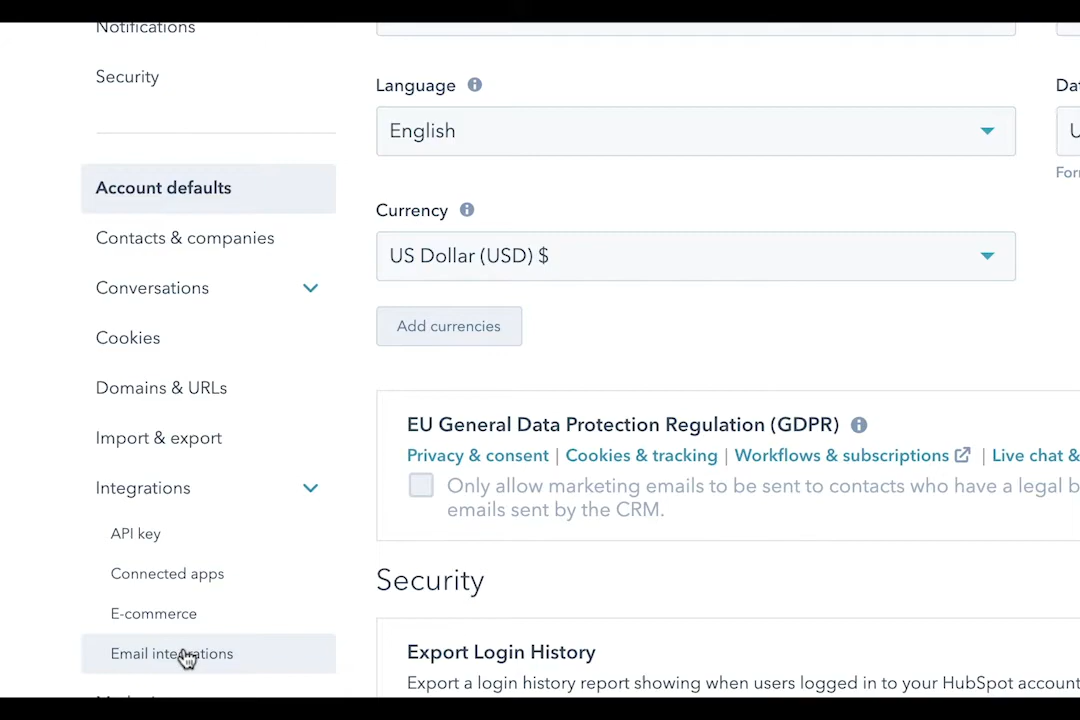 Notifications
Security
Account defaults
Contacts & companies
Conversations
Cookies
Domains & URLs
Import & export
Integrations
API key
Connected apps
E-commerce
Email integrations
Language
English
Currency
US Dollar (USD) $
Add currencies
EU General Data Protection Regulation (GDPR)
Privacy & consent | Cookies & tracking | Workflows & subscriptions | Live chat &
Only allow marketing emails to be sent to contacts who have a legal b
emails sent by the CRM.
Security
Export Login History
Export a login history report showing when users logged in to your HubSpot account
Dat
U
For